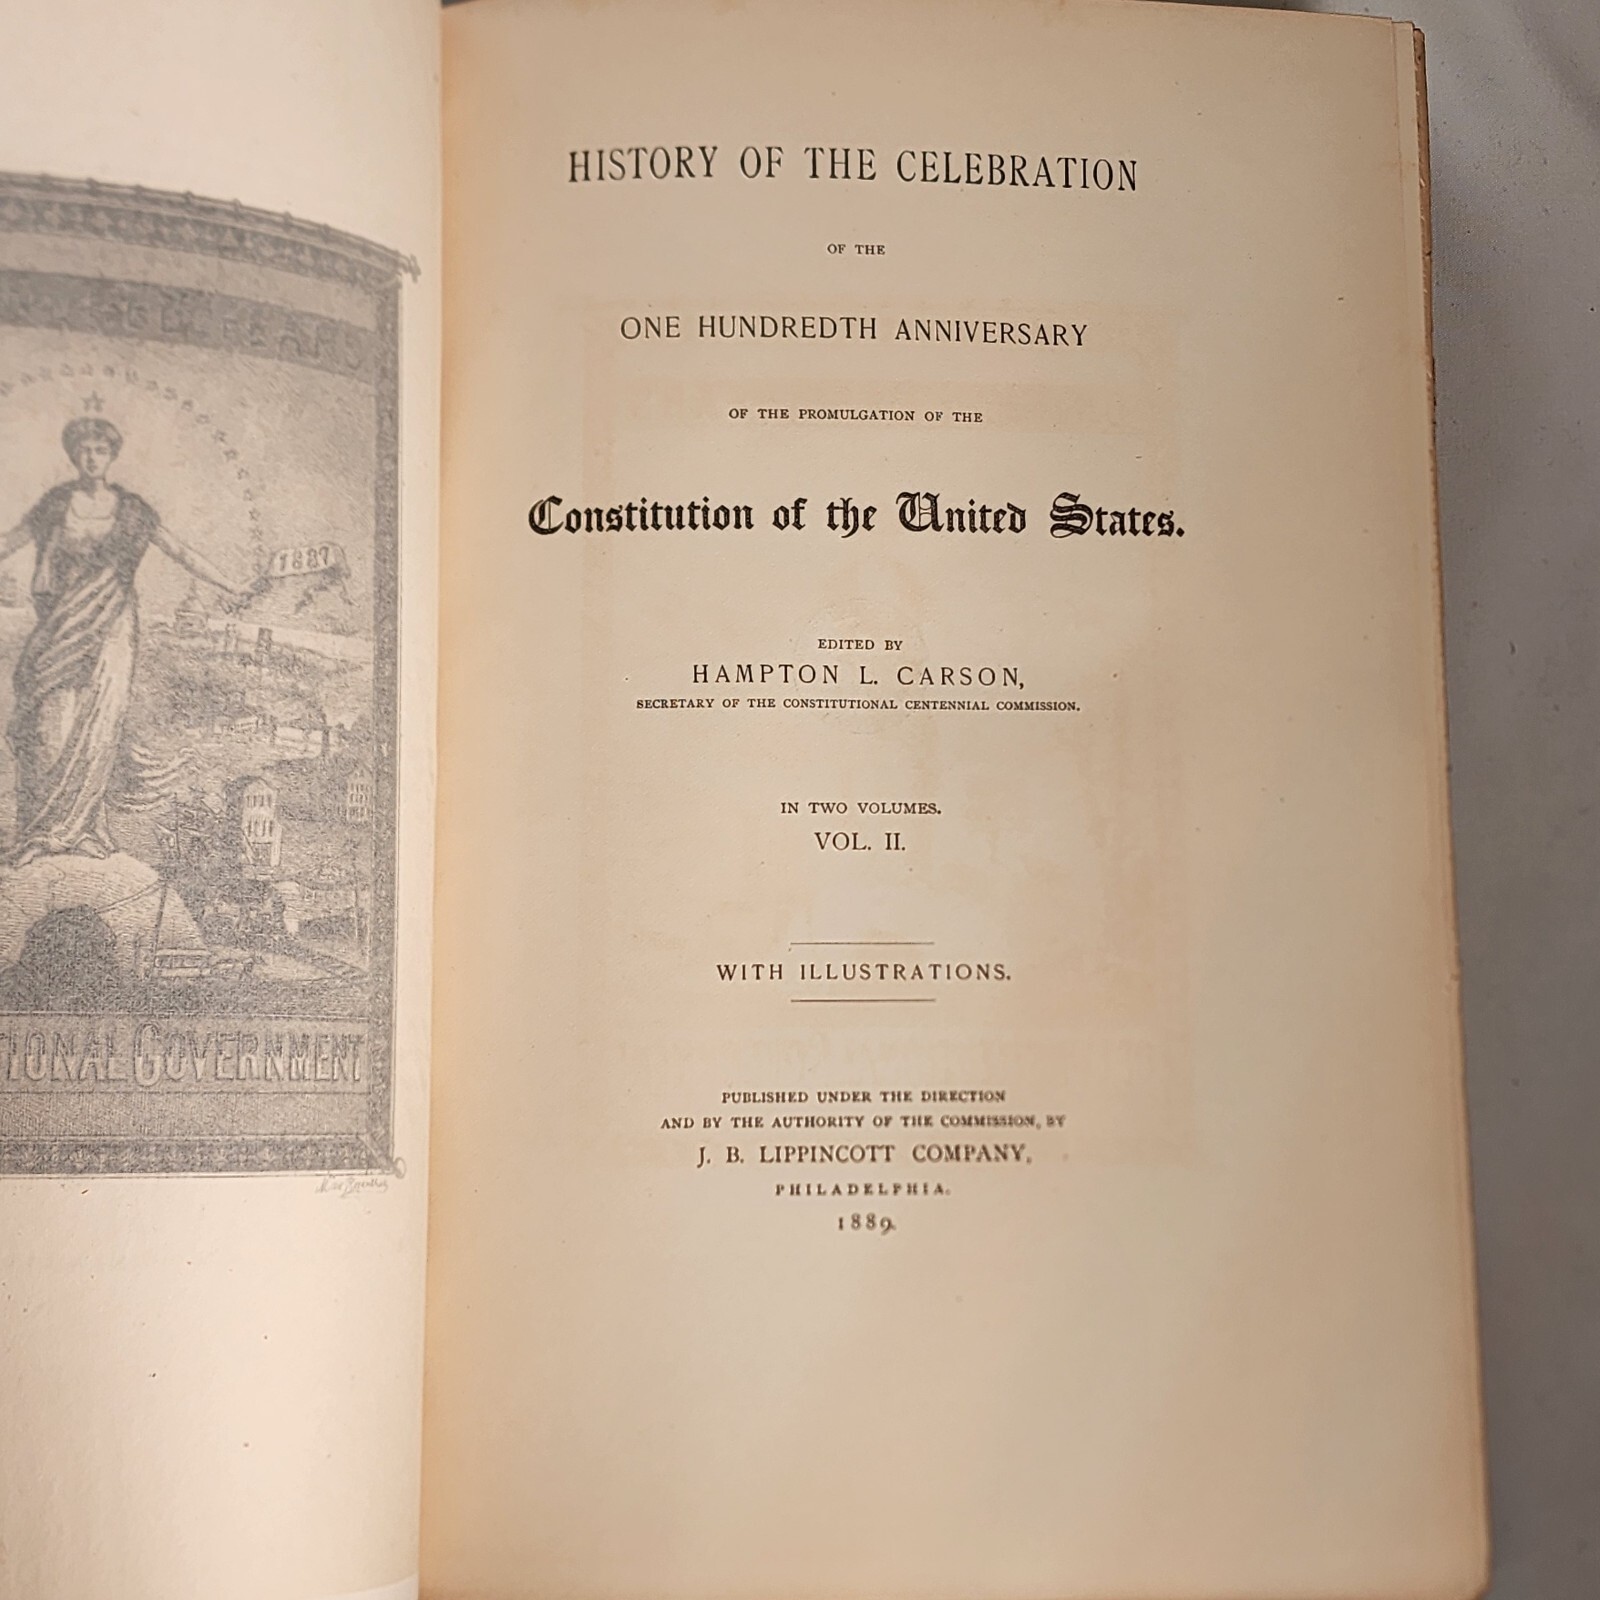 1887
TIONAL GOVERNMENT
HISTORY OF THE CELEBRATION
OF THE
ONE HUNDREDTH ANNIVERSARY
OF THE PROMULGATION OF THE
Constitution of the United States.
EDITED BY
HAMPTON L. CARSON,
SECRETARY OF THE CONSTITUTIONAL CENTENNIAL COMMISSION.
IN TWO VOLUMES.
VOL. II.
WITH ILLUSTRATIONS.
PUBLISHED UNDER THE DIRECTION
AND BY THE AUTHORITY OF THE COMMISSION, BY
J. B. LIPPINCOTT COMPANY,
PHILADELPHIA.
1889.